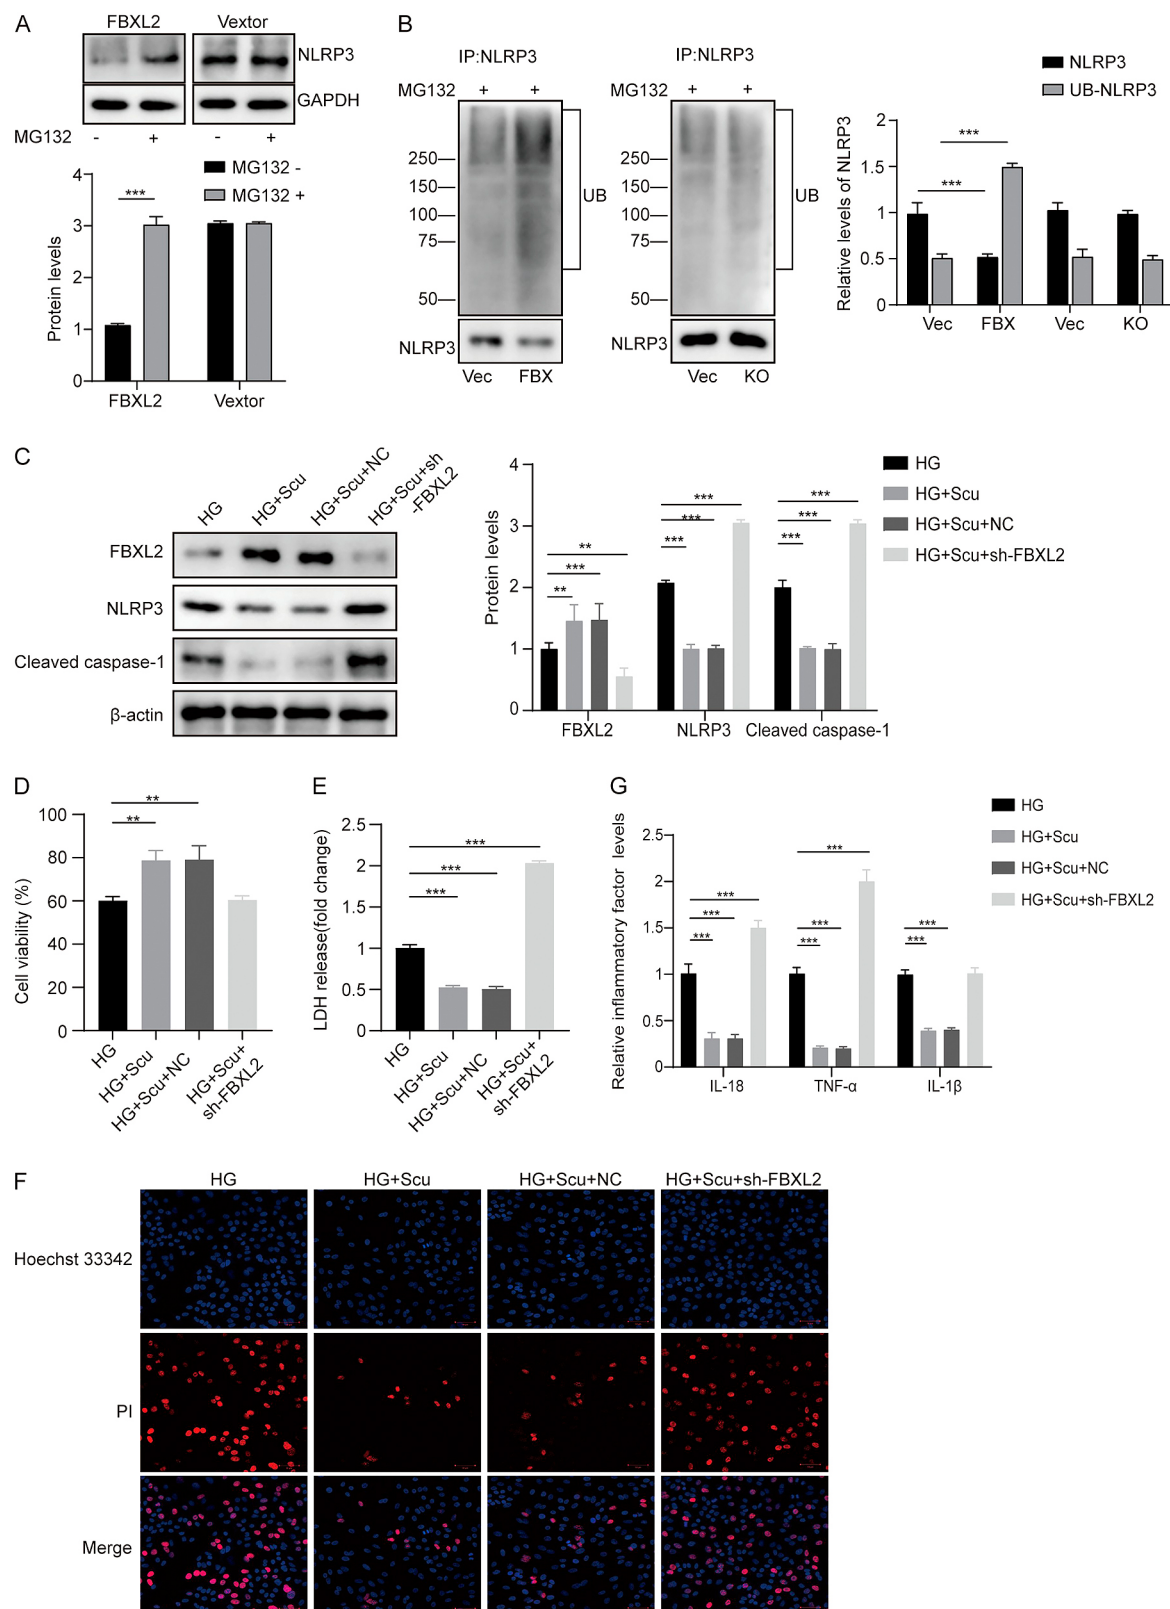 A
FBXL2 Vextor
NLRP3
GAPDH
MG132 - + - +
MG132 -
MG132 +
***
Protein levels
4
3
2
1
0
FBXL2 Vextor
B
IP:NLRP3 IP:NLRP3
MG132 + + MG132 + +
250
150
100
75
50
UB
NLRP3
Vec FBX
250
150
100
75
50
UB
NLRP3
Vec KO
NLRP3
UB-NLRP3
Relative levels of NLRP3
2
1.5
1
0.5
0
***
***
Vec FBX Vec KO
C
HG HG+Scu HG+Scu+NC HG+Scu+sh
-FBXL2
FBXL2
NLRP3
Cleaved caspase-1
β-actin
Protein levels
4
3
2
1
0
** *** **
*** *** ***
*** *** ***
FBXL2 NLRP3 Cleaved caspase-1
HG
HG+Scu
HG+Scu+NC
HG+Scu+sh-FBXL2
D
Cell viability (%)
100
80
60
40
20
0
**
**
HG
HG+Scu
HG+Scu+NC
HG+Scu+
sh-FBXL2
E
LDH release(fold change)
2.5
2
1.5
1
0.5
0
***
***
***
HG
HG+Scu
HG+Scu+NC
HG+Scu+
sh-FBXL2
G
Relative inflammatory factor levels
2.5
2
1.5
1
0.5
0
*** *** ***
*** *** ***
*** ***
IL-18 TNF-α IL-1β
HG
HG+Scu
HG+Scu+NC
HG+Scu+sh-FBXL2
F
HG HG+Scu HG+Scu+NC HG+Scu+sh-FBXL2
Hoechst 33342
PI
Merge